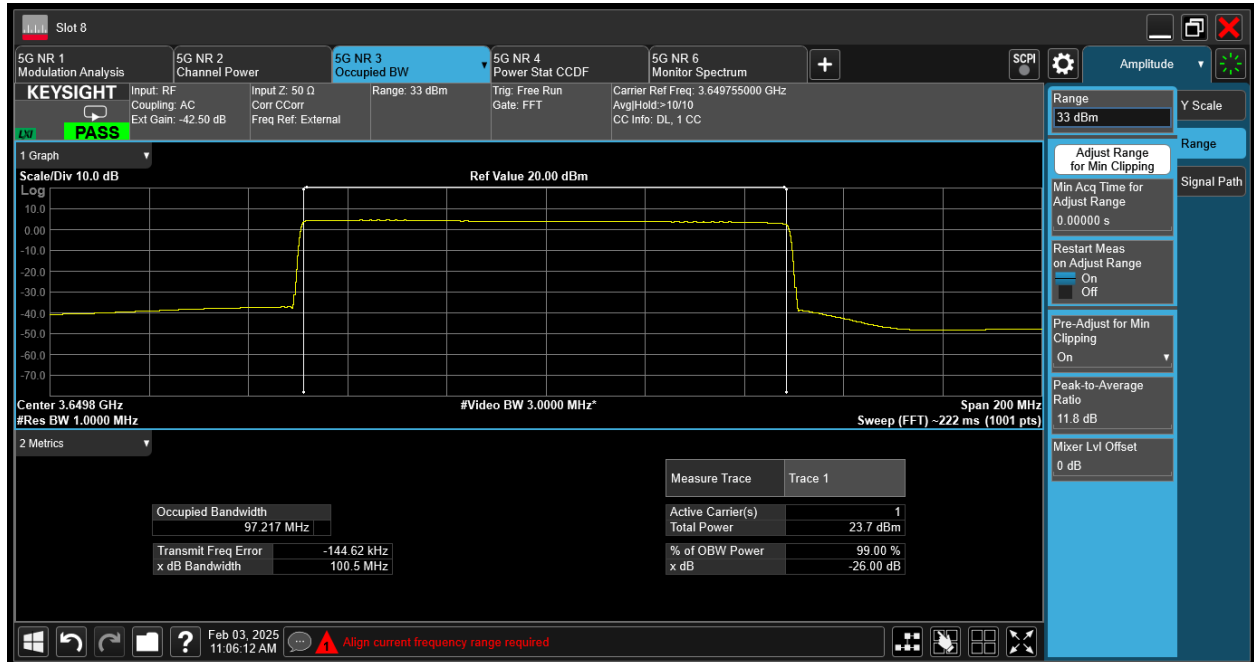 Slot 8
5G NR 1
Modulation Analysis
5G NR 2
Channel Power
5G NR 3
Occupied BW
5G NR 4
Power Stat CCDF
5G NR 6
Monitor Spectrum
+
SCPI
Amplitude
KEYSIGHT
LXI
PASS
Input: RF
Coupling: AC
Ext Gain: -42.50 dB
Input Z: 50 Ω
Corr CCorr
Freq Ref: External
Range: 33 dBm
Trig: Free Run
Gate: FFT
Carrier Ref Freq: 3.649755000 GHz
Avg|Hold:>10/10
CC Info: DL, 1 CC
1 Graph
Scale/Div 10.0 dB
Ref Value 20.00 dBm
Log
10.0
0.00
-10.0
-20.0
-30.0
-40.0
-50.0
-60.0
-70.0
Center 3.6498 GHz
#Res BW 1.0000 MHz
#Video BW 3.0000 MHz*
Span 200 MHz
Sweep (FFT) ~222 ms (1001 pts)
2 Metrics
Measure Trace Trace 1
Occupied Bandwidth
97.217 MHz
Transmit Freq Error -144.62 kHz
x dB Bandwidth 100.5 MHz
Active Carrier(s) 1
Total Power 23.7 dBm
% of OBW Power 99.00 %
x dB -26.00 dB
Range
33 dBm
Adjust Range
for Min Clipping
Min Acq Time for
Adjust Range
0.00000 s
Restart Meas
on Adjust Range
On
Off
Pre-Adjust for Min
Clipping
On
Peak-to-Average
Ratio
11.8 dB
Mixer Lvl Offset
0 dB
Y Scale
Range
Signal Path
?
Feb 03, 2025
11:06:12 AM
1
Align current frequency range required